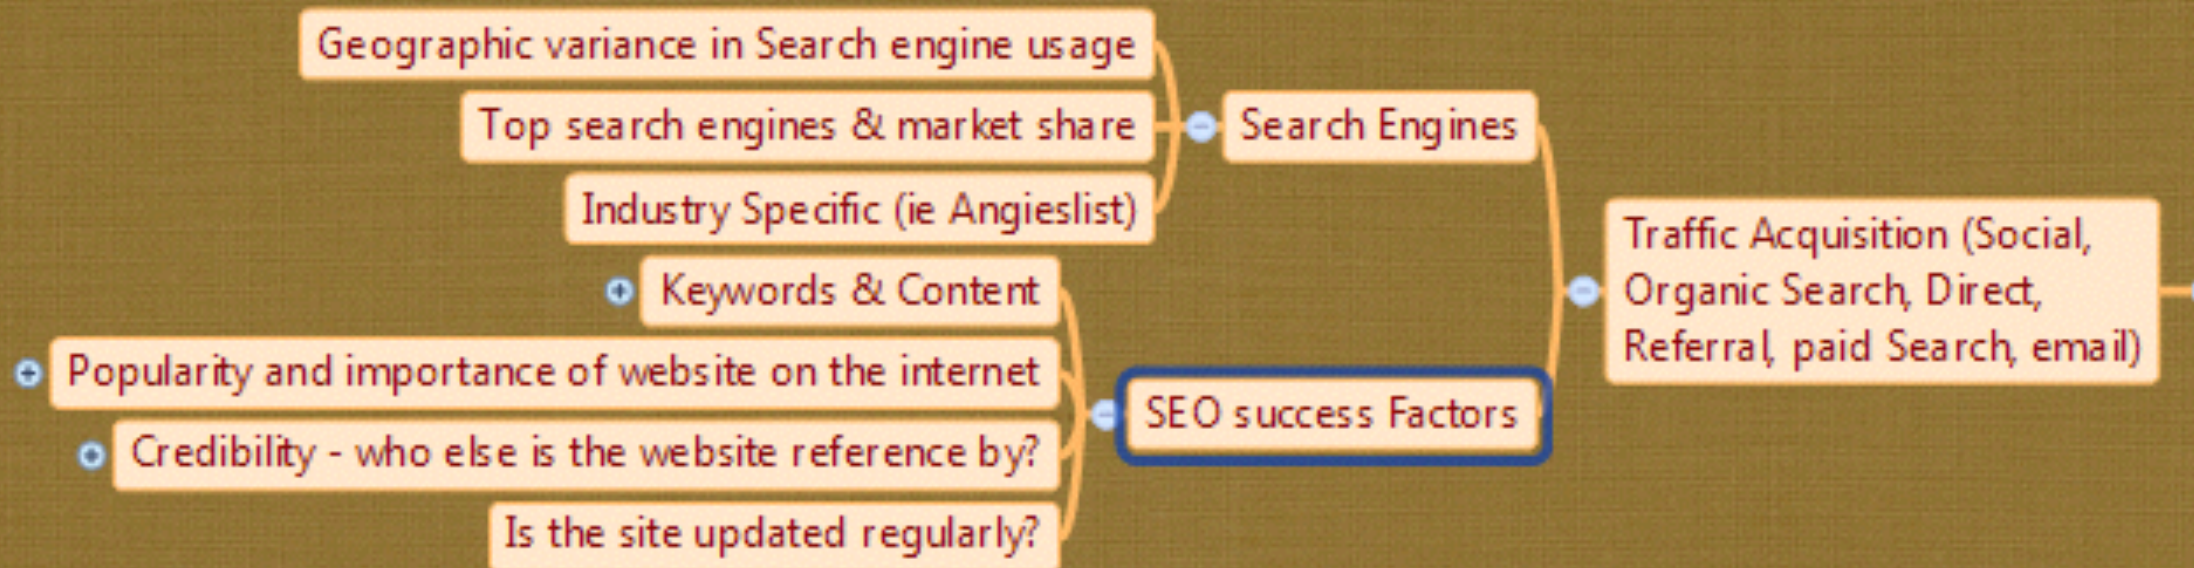 Geographic variance in Search engine usage
Top search engines & market share
Industry Specific (ie Angieslist)
Search Engines
Keywords & Content
Popularity and importance of website on the internet
Credibility - who else is the website reference by?
Is the site updated regularly?
SEO success Factors
Traffic Acquisition (Social,
Organic Search, Direct,
Referral, paid Search, email)